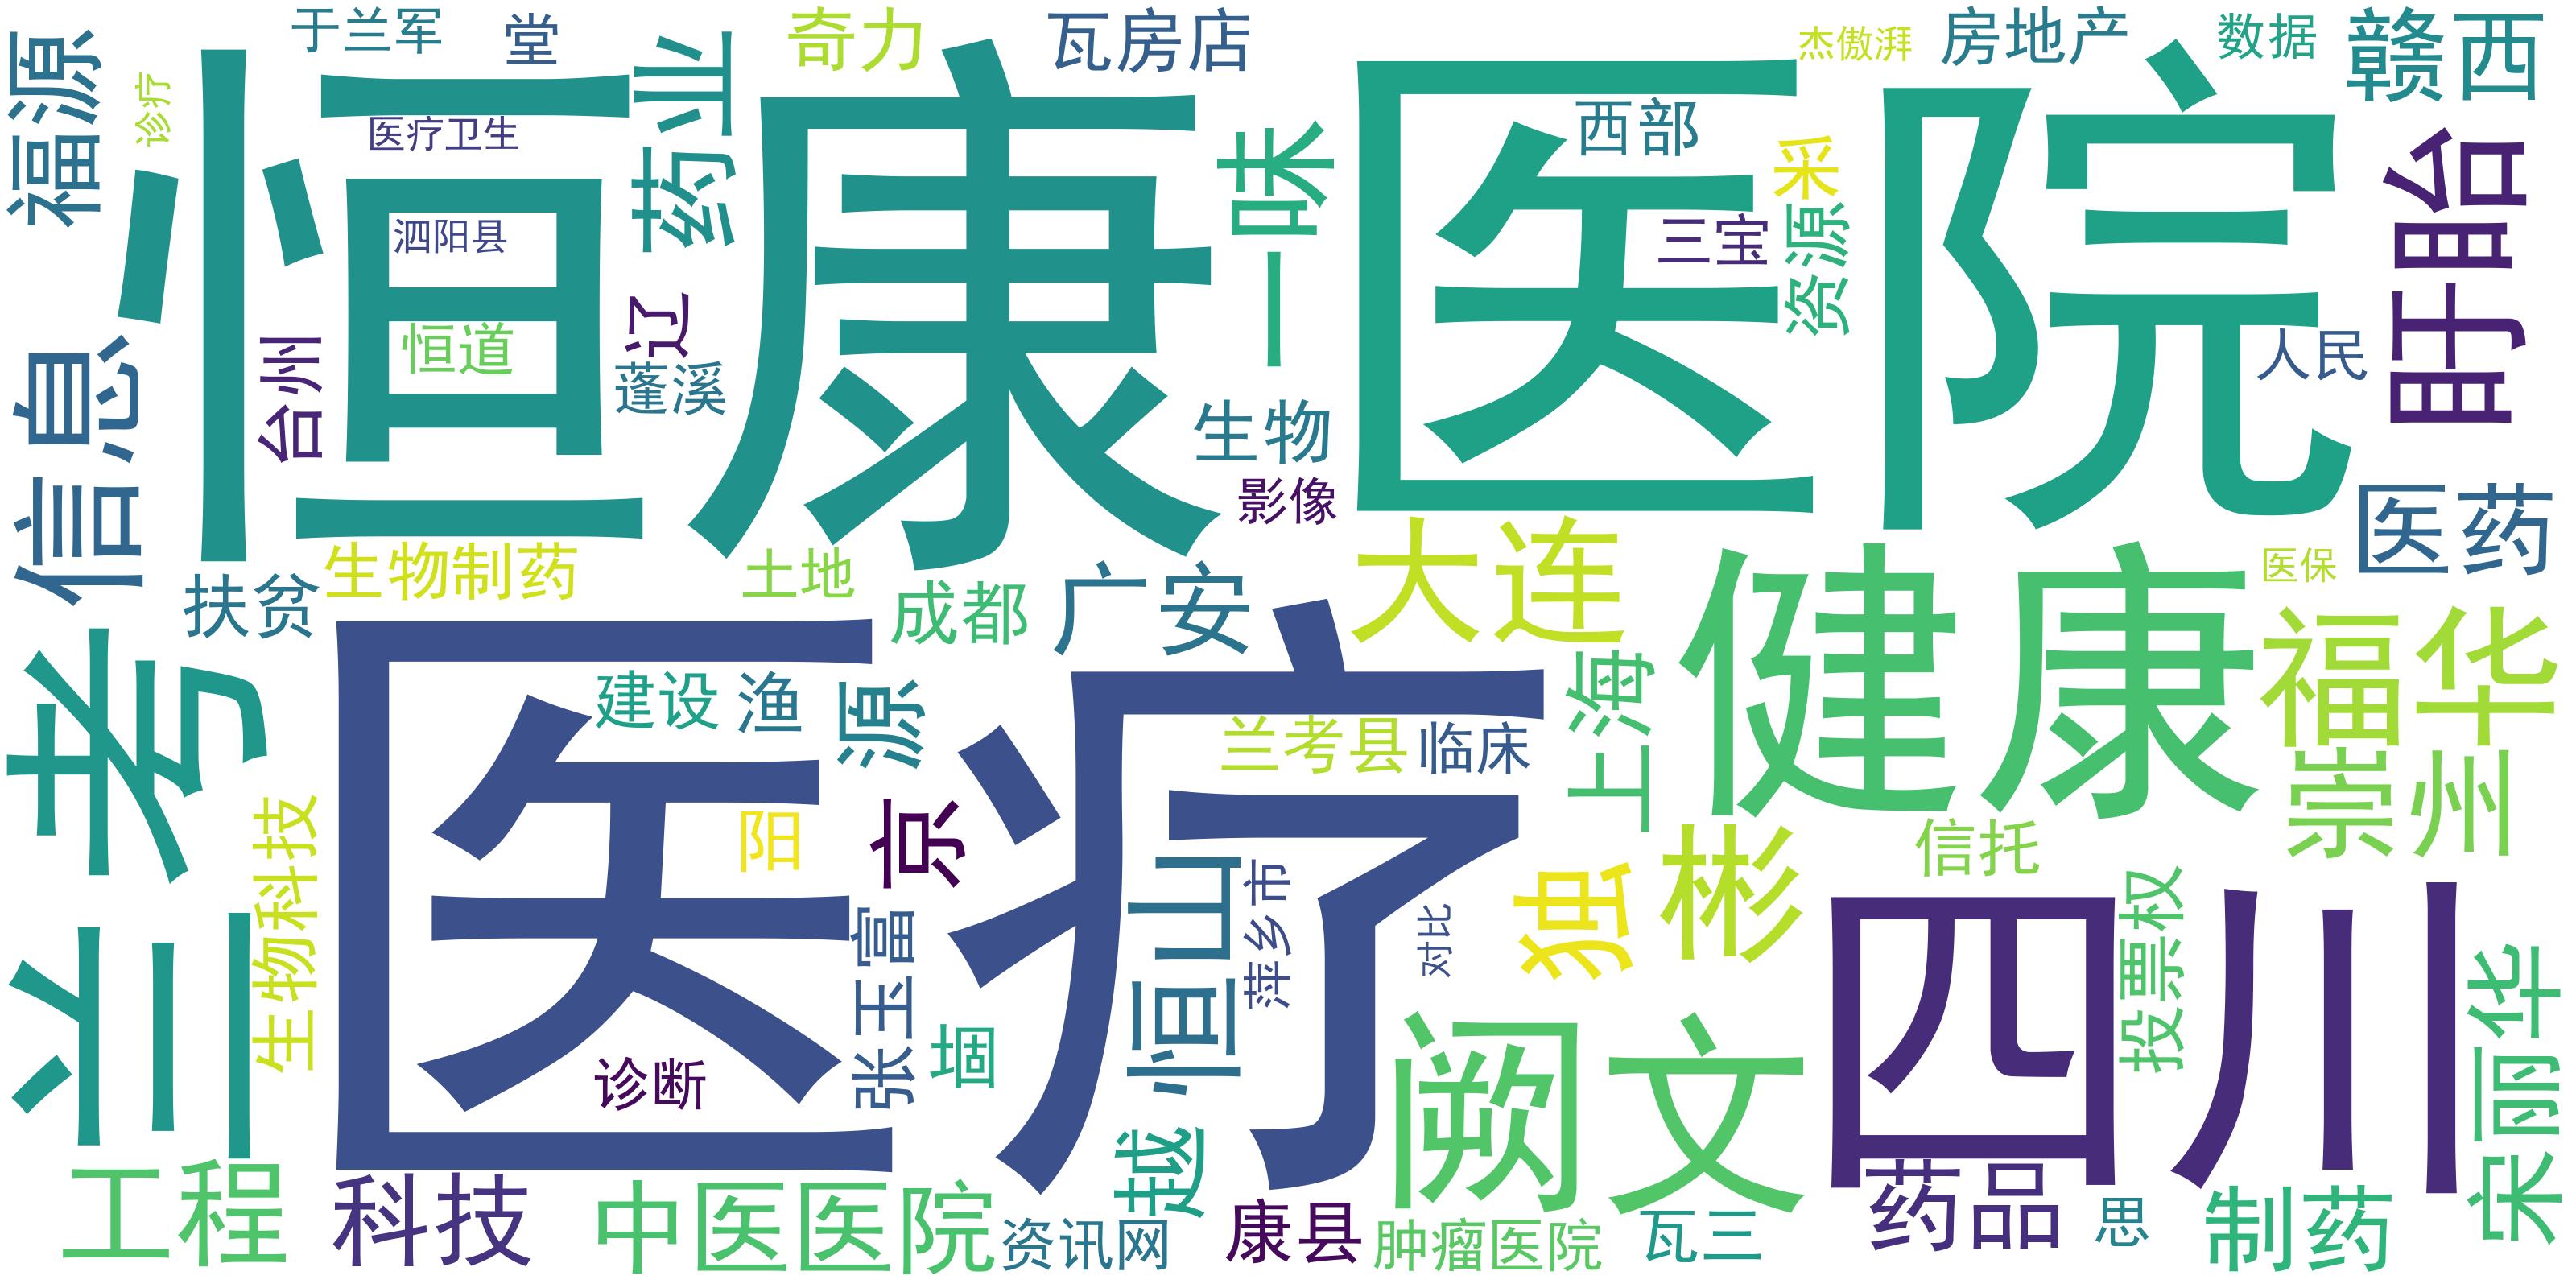 于兰军
堂
奇力
瓦房店
杰傲湃
房地产
数据
赣西
福源
诊疗
恒康
医疗卫生
药业
医院
西部
采
盱眙
一味
泗阳县
三宝
资源
辽
恒道
台州
蓬溪
人民
信息
生物
影像
医药
生物制药
土地
大连
医保
扶贫
成都
广安
健康
福华
兰考
医疗
建设
渔
源
兰考县
临床
上海
崇州
生物科技
阳
京
独
彬
信托
投票权
四川
张玉富
恒山
萍乡市
对比
宋丽华
诊断
堌
阙文
越
工程
科技
中医医院
资讯网
康县
肿瘤医院
瓦三
药品
思
制药